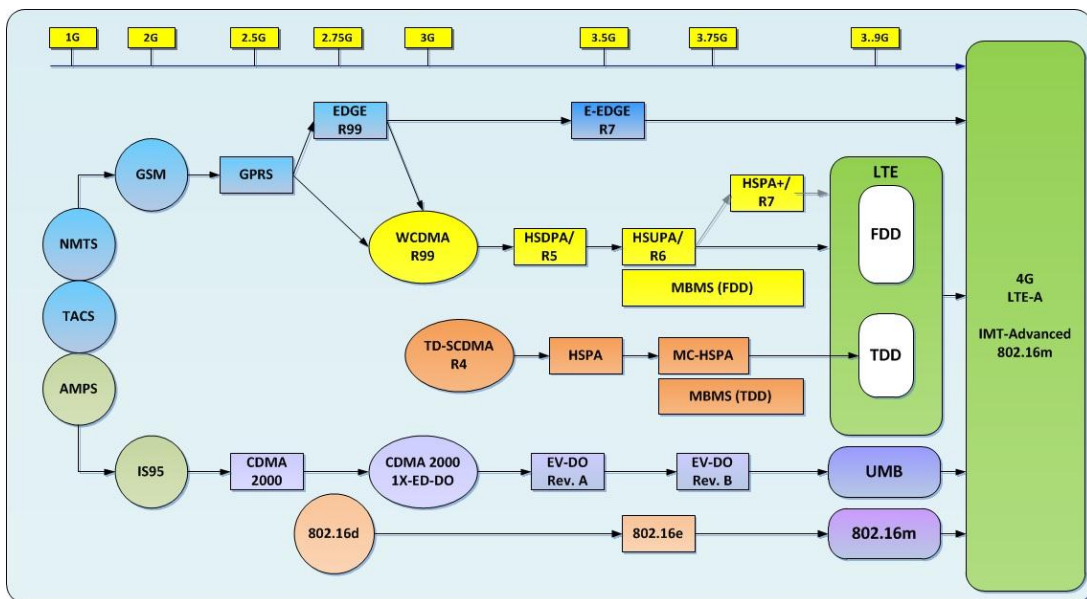 1G
2G
2.5G
2.75G
3G
3.5G
3.75G
3..9G
EDGE
R99
E-EDGE
R7
GSM
GPRS
HSPA+/
R7
LTE
NMTS
WCDMA
R99
HSDPA/
R5
HSUPA/
R6
FDD
MBMS (FDD)
4G
LTE-A
IMT-Advanced
802.16m
TACS
TD-SCDMA
R4
HSPA
MC-HSPA
TDD
AMPS
MBMS (TDD)
IS95
CDMA
2000
CDMA 2000
1X-ED-DO
EV-DO
Rev. A
EV-DO
Rev. B
UMB
802.16d
802.16e
802.16m